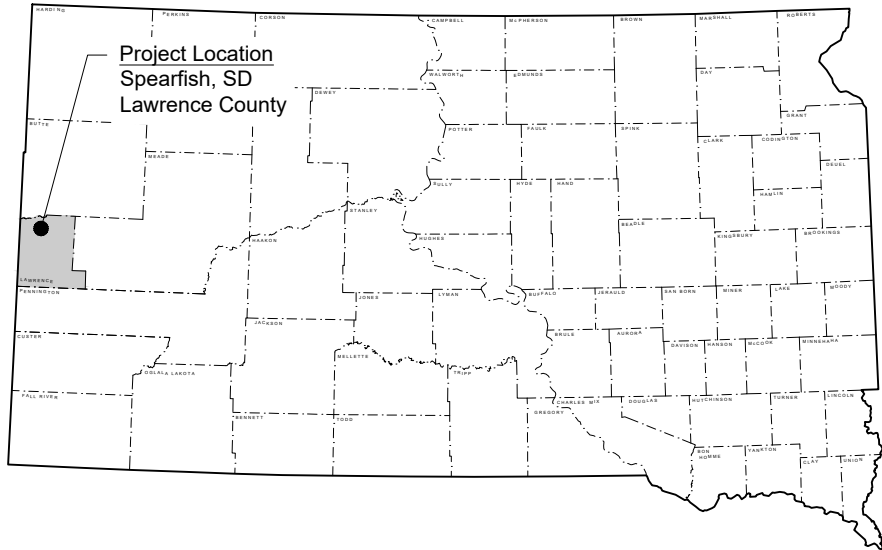 HARDING
PERKINS
CORSON
CAMPBELL
McPHERSON
BROWN
MARSHALL
ROBERTS
Project Location
Spearfish, SD
Lawrence County
WALWORTH
EDMUNDS
DAY
DEWEY
GRANT
BUTTE
POTTER
FAULK
SPINK
CLARK
CODINGTON
MEADE
DEUEL
SULLY
HYDE
HAND
HAMLIN
STANLEY
BEADLE
HAAKON
HUGHES
KINGSBURY
BROOKINGS
LAWRENCE
PENNINGTON
JONES
LYMAN
BUFFALO
JERAULD
SAN BORN
MINER
LAKE
MOODY
JACKSON
BRULE
AURORA
CUSTER
DAVISON
HANSON
McCOOK
MINNEHAHA
MELLETTE
OGLALA LAKOTA
TRIPP
FALL RIVER
CHARLES MIX
DOUGLAS
HUTCHINSON
TURNER
LINCOLN
GREGORY
BENNETT
TODD
BON
HOMME
YANKTON
CLAY
UNION